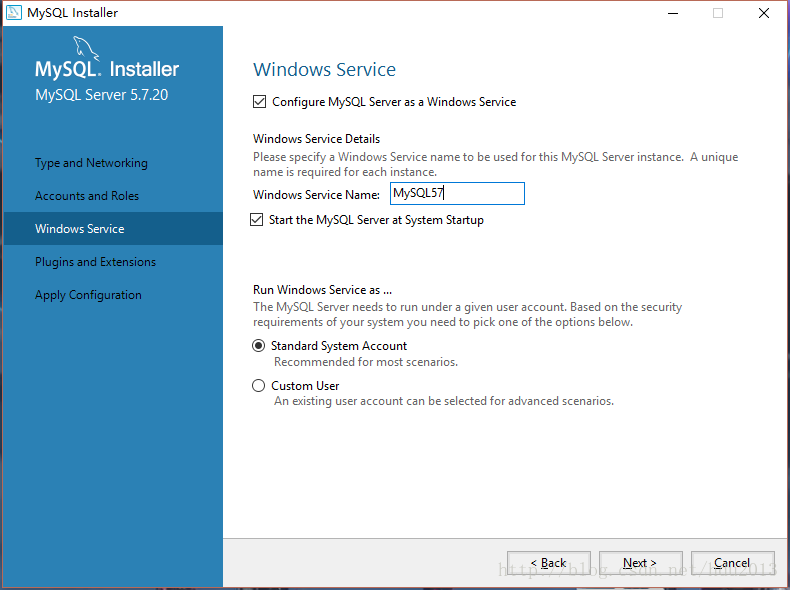 MySQL Installer
MySQL. Installer
MySQL Server 5.7.20
Type and Networking
Accounts and Roles
Windows Service
Plugins and Extensions
Apply Configuration
Windows Service
Configure MySQL Server as a Windows Service
Windows Service Details
Please specify a Windows Service name to be used for this MySQL Server instance. A unique
name is required for each instance.
Windows Service Name: MySQL57
Start the MySQL Server at System Startup
Run Windows Service as ...
The MySQL Server needs to run under a given user account. Based on the security
requirements of your system you need to pick one of the options below.
Standard System Account
Recommended for most scenarios.
Custom User
An existing user account can be selected for advanced scenarios.
< Back Next > Cancel
http://blog.csdn.net/hdu2013